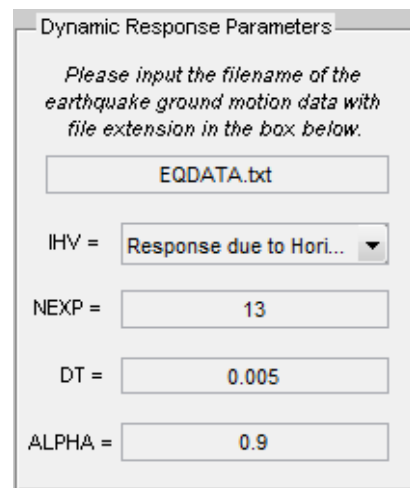 Dynamic Response Parameters
Please input the filename of the
earthquake ground motion data with
file extension in the box below.
EQDATA.txt
IHV = Response due to Hori...
NEXP = 13
DT = 0.005
ALPHA = 0.9